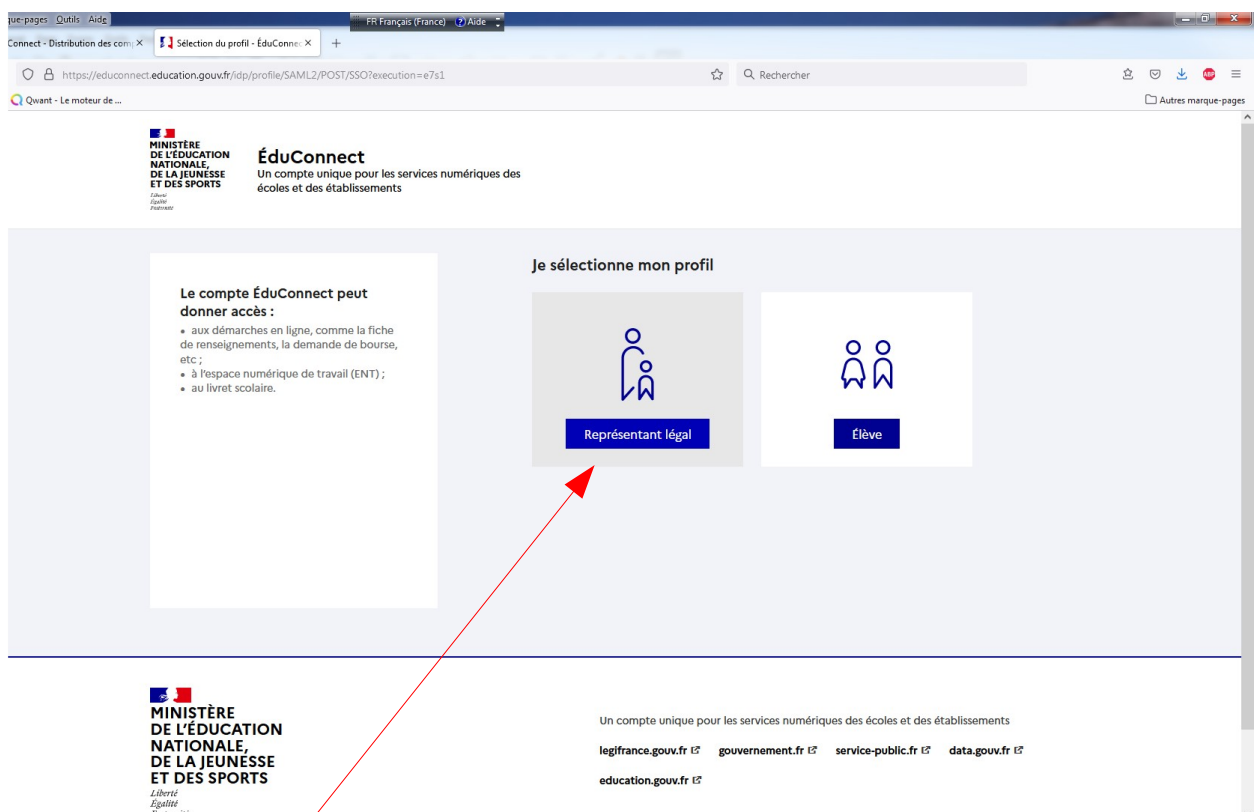 que-pages Outils Aide
FR Français (France) Aide
Connect - Distribution des com
Sélection du profil - ÉduConnec
https://educonnect.education.gouv.fr/idp/profile/SAML2/POST/SSO?execution=e7s1
Rechercher
ABP
Qwant - Le moteur de ...
Autres marque-pages
MINISTÈRE
DE L'ÉDUCATION
NATIONALE,
DE LA JEUNESSE
ET DES SPORTS
Liberté
Égalité
Fraternité
ÉduConnect
Un compte unique pour les services numériques des
écoles et des établissements
Le compte ÉduConnect peut
donner accès :
• aux démarches en ligne, comme la fiche
de renseignements, la demande de bourse,
etc ;
• à l'espace numérique de travail (ENT) ;
• au livret scolaire.
Je sélectionne mon profil
Représentant légal
Élève
MINISTÈRE
DE L'ÉDUCATION
NATIONALE,
DE LA JEUNESSE
ET DES SPORTS
Liberté
Égalité
Un compte unique pour les services numériques des écoles et des établissements
legifrance.gouv.fr gouvernement.fr service-public.fr data.gouv.fr
education.gouv.fr